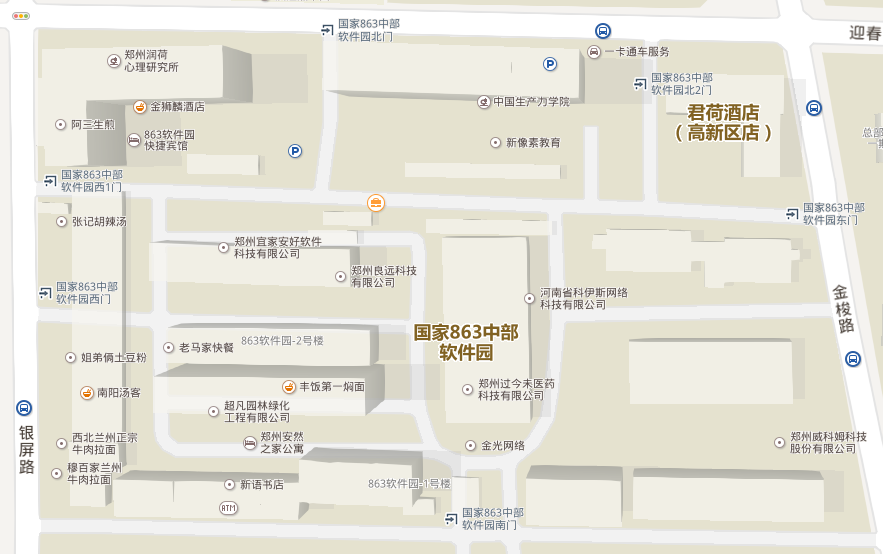 国家863中部
软件园北门
迎春
郑州润荷
心理研究所
一卡通车服务
P
国家863中部
软件园北2门
金狮麟酒店
中国生产力学院
君荷酒店
（高新区店）
阿三生煎
863软件园
快捷宾馆
新像素教育
P
总部
一期
国家863中部
软件园西1门
张记胡辣汤
国家863中部
软件园东门
郑州宜家安好软件
科技有限公司
郑州良远科技
有限公司
国家863中部
软件园西门
河南省科伊斯网络
科技有限公司
金梭路
国家863中部
软件园
863软件园-2号楼
老马家快餐
姐弟俩土豆粉
南阳汤客
丰饭第一焖面
郑州过今未医药
科技有限公司
超凡园林绿化
工程有限公司
银屏路
西北兰州正宗
牛肉拉面
郑州安然
之家公寓
金光网络
郑州威科姆科技
股份有限公司
穆百家兰州
牛肉拉面
新语书店
863软件园-1号楼
ATM
国家863中部
软件园南门